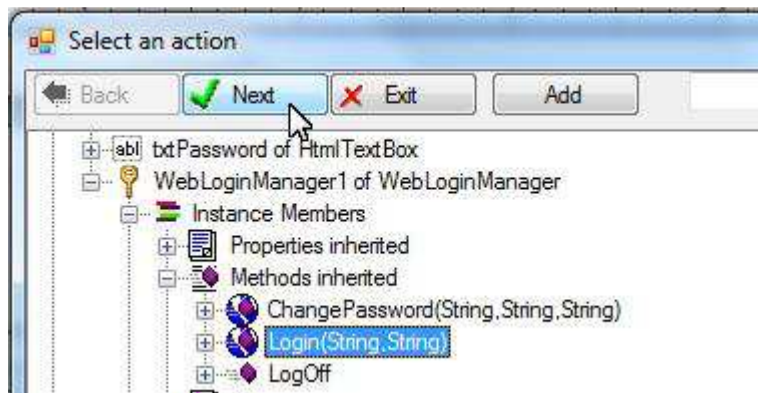 Select an action
Back Next Exit Add
abl txtPassword of HtmlTextBox
WebLoginManager1 of WebLoginManager
Instance Members
Properties inherited
Methods inherited
ChangePassword(String,String,String)
Login(String,String)
LogOff